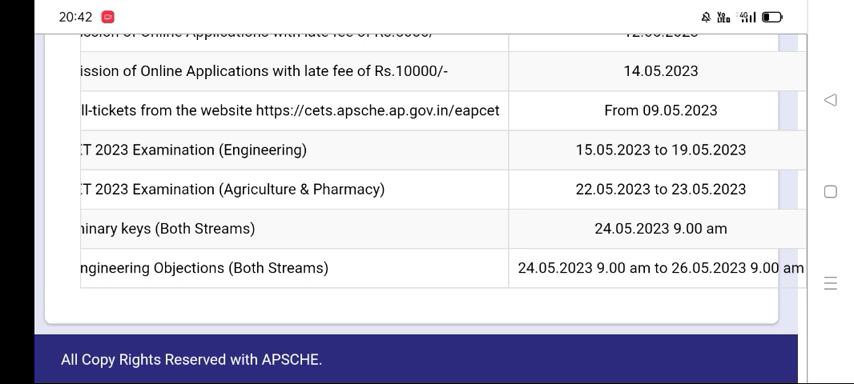 20:42
ission of Online Applications with late fee of Rs.10000/- 14.05.2023
ll-tickets from the website https://cets.apsche.ap.gov.in/eapcet From 09.05.2023
T 2023 Examination (Engineering) 15.05.2023 to 19.05.2023
T 2023 Examination (Agriculture & Pharmacy) 22.05.2023 to 23.05.2023
inary keys (Both Streams) 24.05.2023 9.00 am
ngineering Objections (Both Streams) 24.05.2023 9.00 am to 26.05.2023 9.00 am
All Copy Rights Reserved with APSCHE.